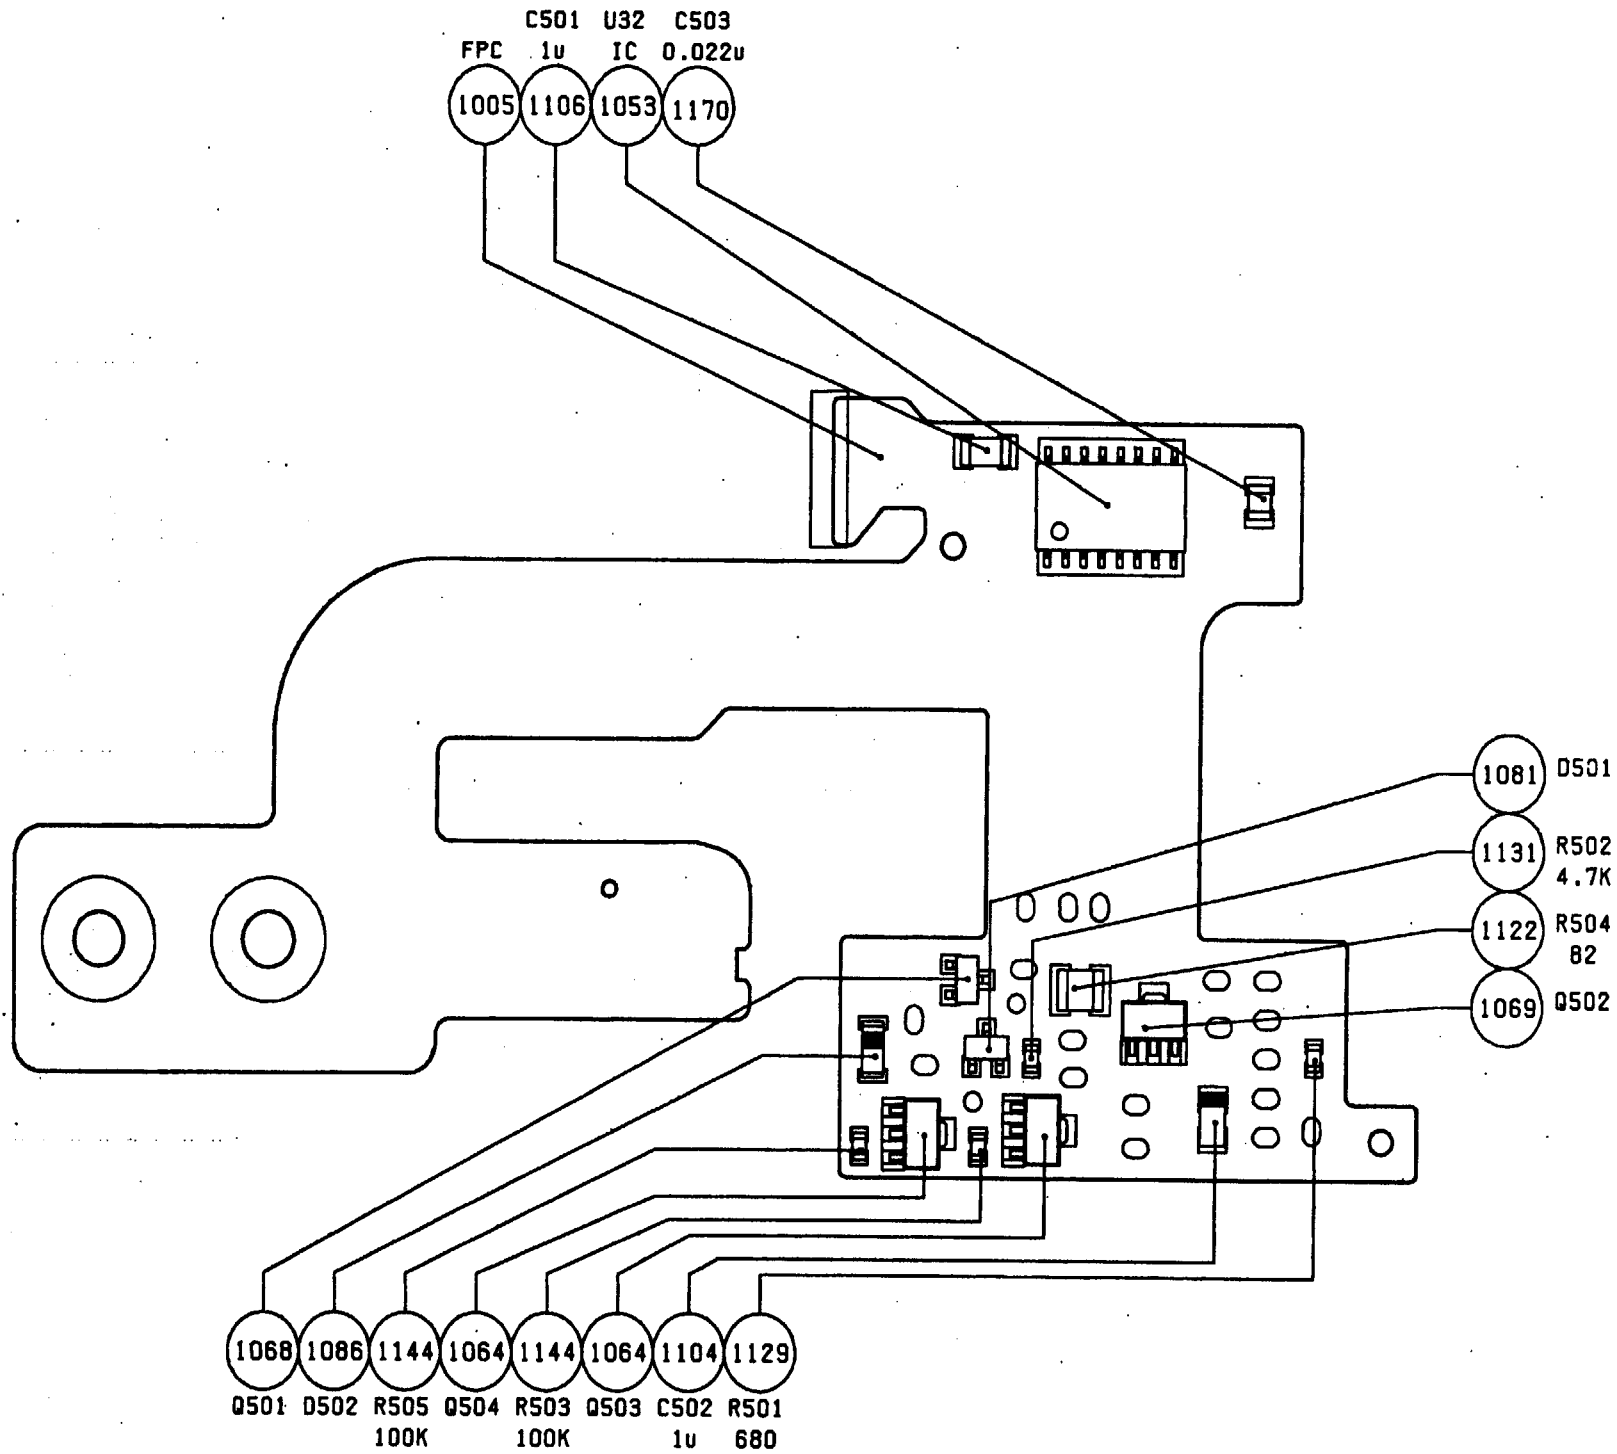 C501 U32 C503
FPC 1u IC 0.022u
1005 1106 1053 1170
1081 D501
1131 R502
4.7K
1122 R504
82
1069 Q502
1068 1086 1144 1064 1144 1064 1104 1129
Q501 D502 R505 Q504 R503 Q503 C502 R501
100K 100K 1u 680